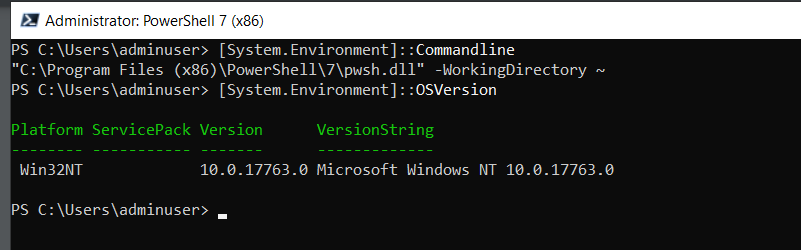 Administrator: PowerShell 7 (x86)
PS C:\Users\adminuser> [System.Environment]::Commandline
"C:\Program Files (x86)\PowerShell\7\pwsh.dll" -WorkingDirectory ~
PS C:\Users\adminuser> [System.Environment]::OSVersion
Platform ServicePack Version      VersionString
-------- ----------- -------      -------------
 Win32NT             10.0.17763.0 Microsoft Windows NT 10.0.17763.0
PS C:\Users\adminuser>